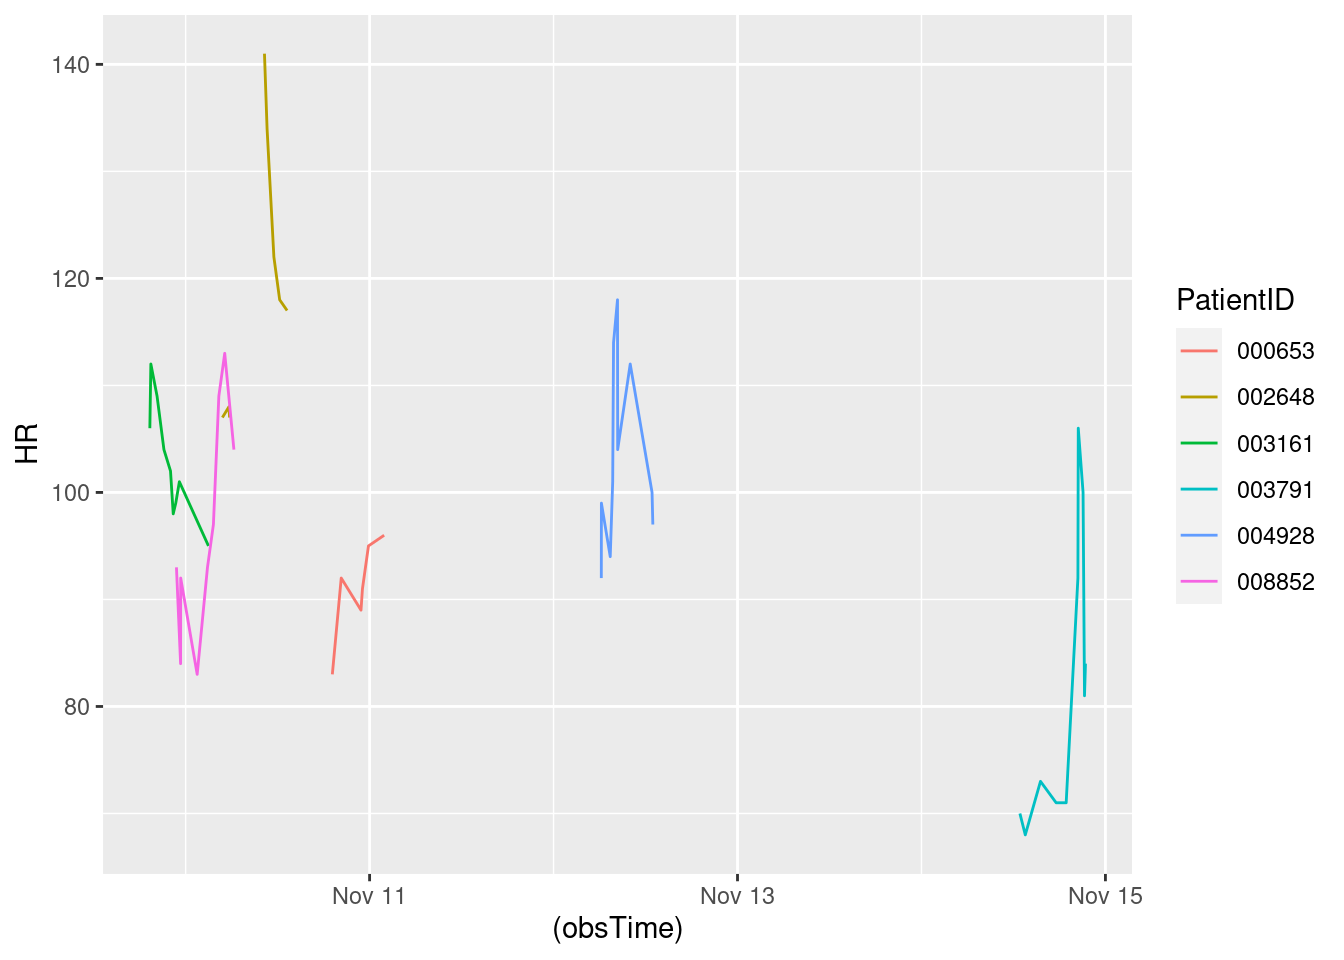 140
120
100
80
HR
Nov 11
Nov 13
Nov 15
(obsTime)
PatientID
000653
002648
003161
003791
004928
008852